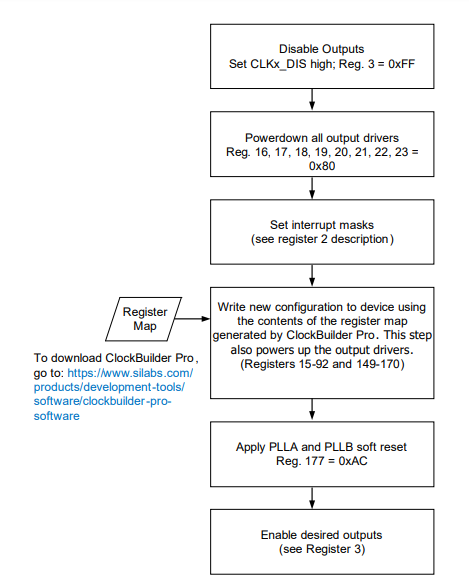 Disable Outputs
Set CLKx_DIS high; Reg. 3 = 0xFF
Powerdown all output drivers
Reg. 16, 17, 18, 19, 20, 21, 22, 23 =
0x80
Set interrupt masks
(see register 2 description)
Register
Map
Write new configuration to device using
the contents of the register map
generated by ClockBuilder Pro. This step
also powers up the output drivers.
(Registers 15-92 and 149-170)
To download ClockBuilder Pro,
go to: https://www.silabs.com/
products/development-tools/
software/clockbuilder-pro-
software
Apply PLLA and PLLB soft reset
Reg. 177 = 0xAC
Enable desired outputs
(see Register 3)